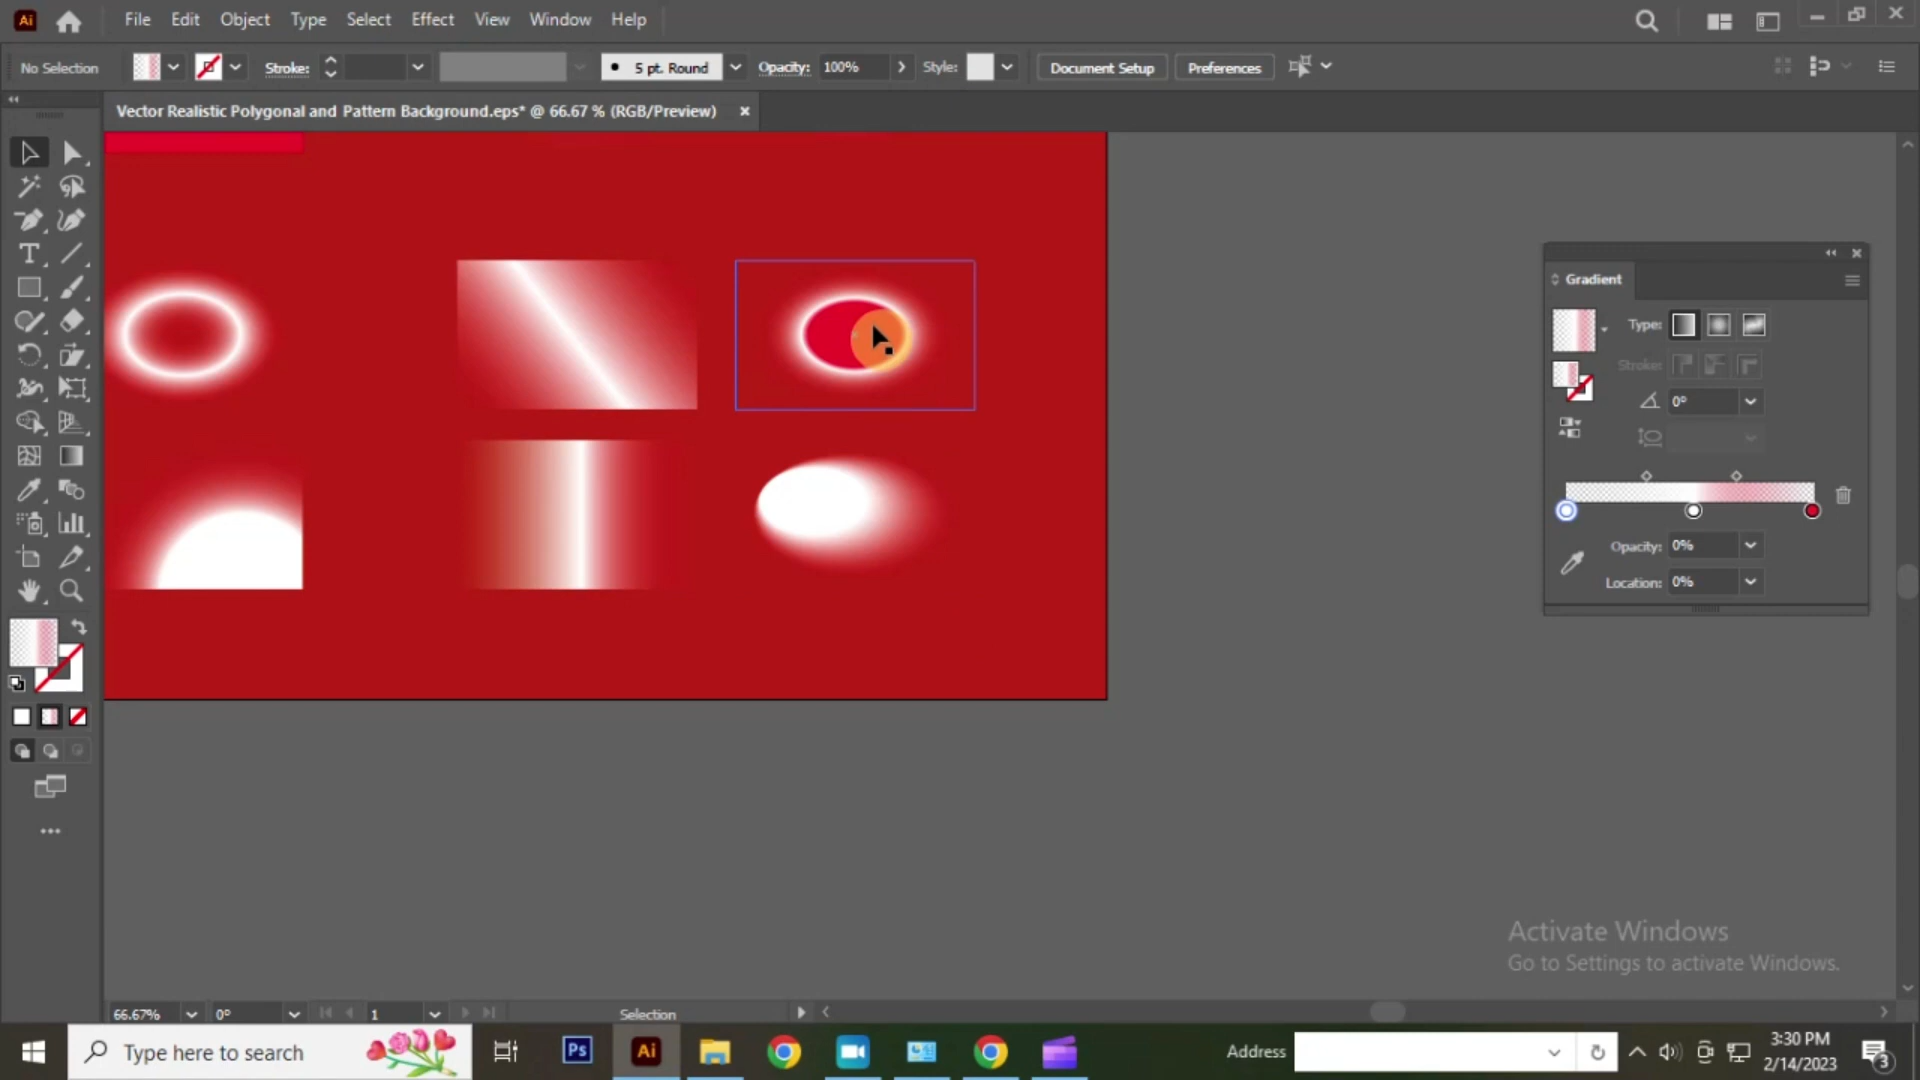 Ai File Edit Object Type Select Effect View Window Help
No Selection Stroke: 5 pt. Round Opacity: 100% Style: Document Setup Preferences
Vector Realistic Polygonal and Pattern Background.eps* @ 66.67 % (RGB/Preview)
Gradient
Type:
Stroke:
0°
Opacity: 0%
Location: 0%
Activate Windows
Go to Settings to activate Windows.
66.67% 0° 1 Selection
Type here to search Ps Ai Address 3:30 PM
2/14/2023 3